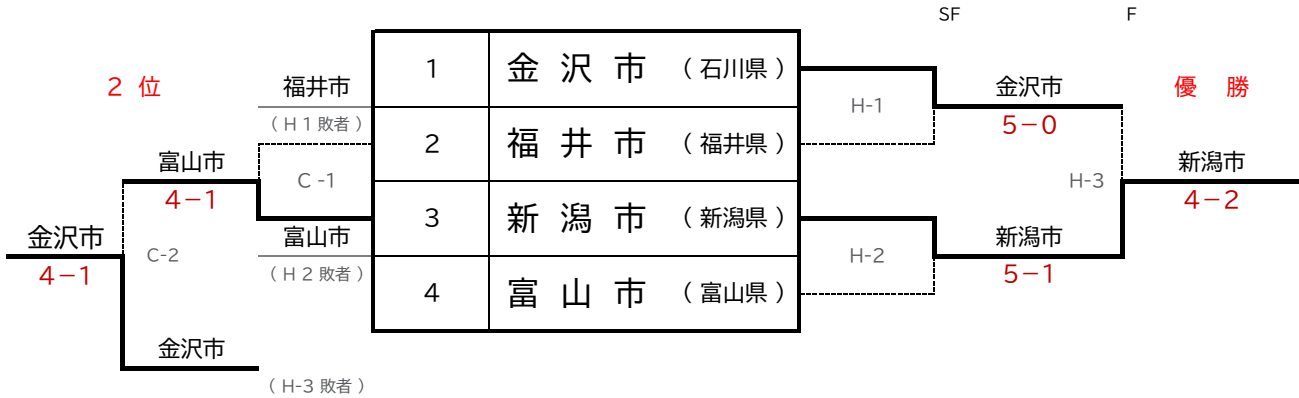 SF
F
2 位
福井市
(H1敗者)
富山市
4-1
C-1
金沢市
4-1
C-2
富山市
(H2敗者)
金沢市
(H-3敗者)
1 金沢市 (石川県)
2 福井市 (福井県)
3 新潟市 (新潟県)
4 富山市 (富山県)
H-1
金沢市
5-0
優 勝
H-3
新潟市
4-2
H-2
新潟市
5-1